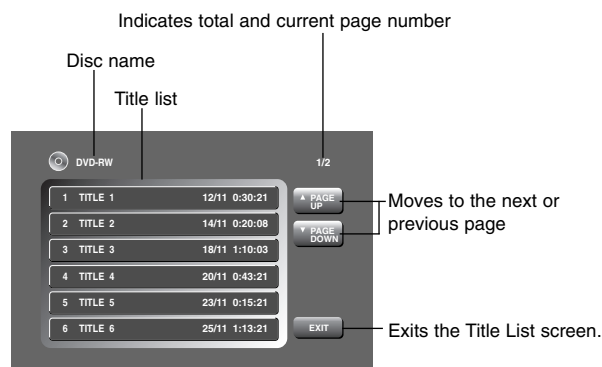 Indicates total and current page number
Disc name
Title list
DVD-RW 1/2
1 TITLE 1 12/11 0:30:21
2 TITLE 2 14/11 0:20:08
3 TITLE 3 18/11 1:10:03
4 TITLE 4 20/11 0:43:21
5 TITLE 5 23/11 0:15:21
6 TITLE 6 25/11 1:13:21
▲ PAGE
UP
▼ PAGE
DOWN
EXIT
Moves to the next or
previous page
Exits the Title List screen.